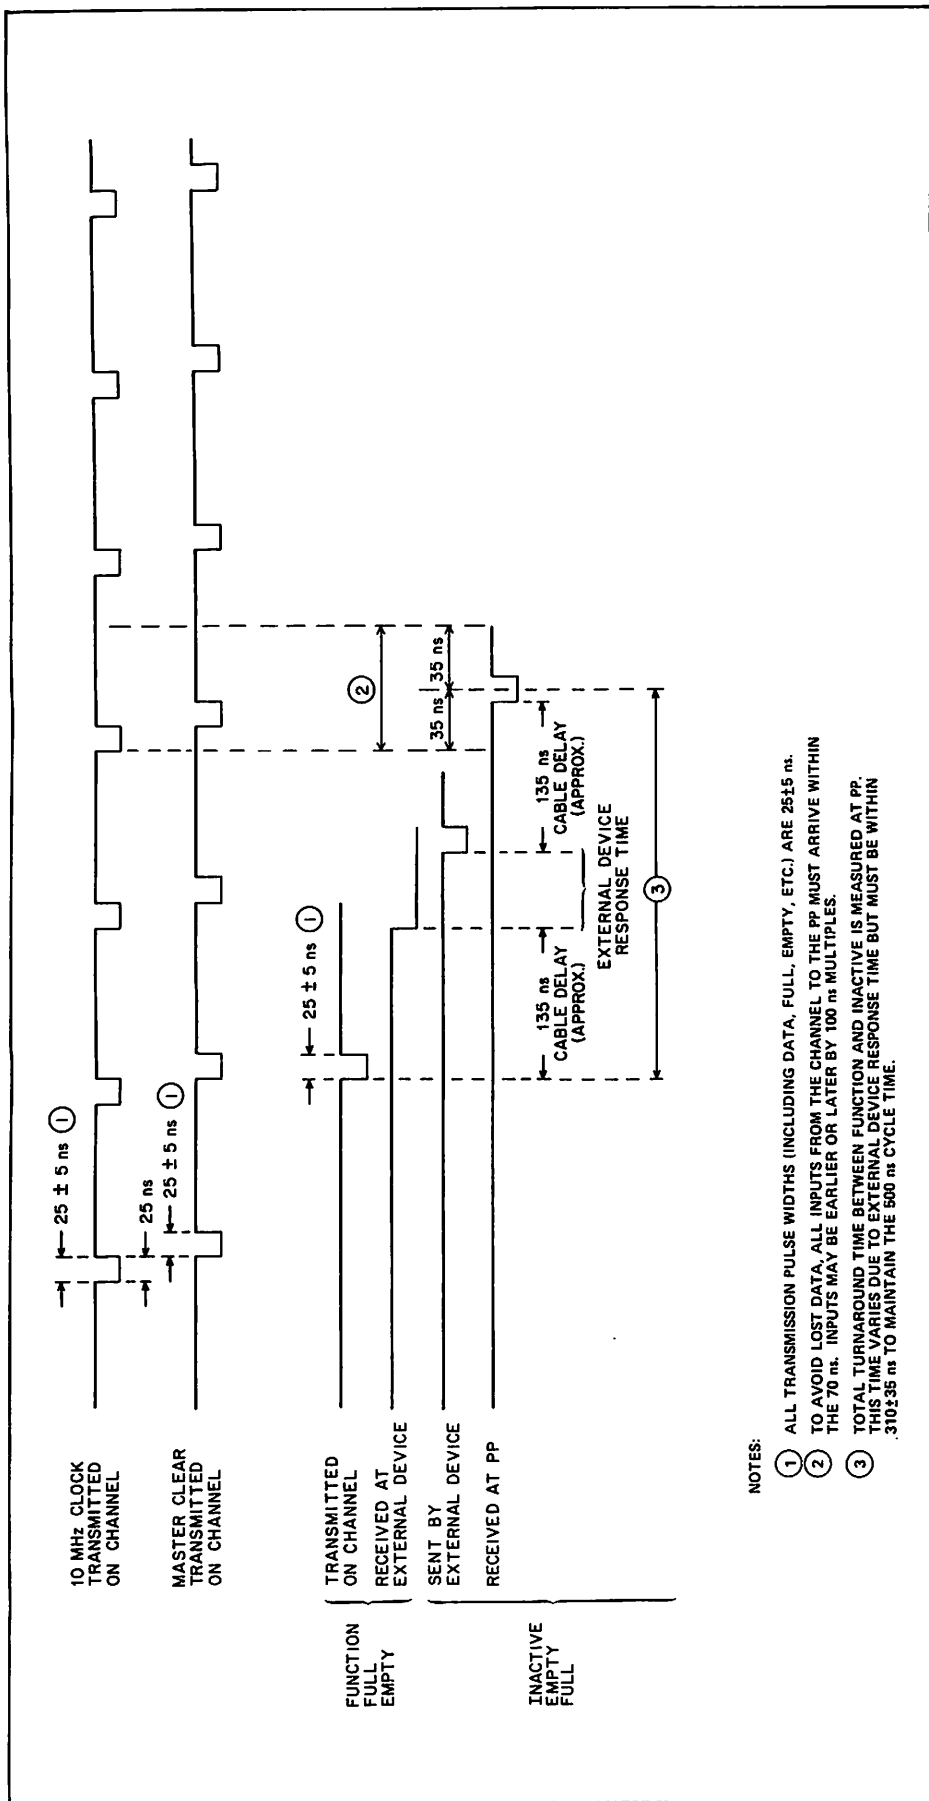 10 MHz CLOCK
TRANSMITTED
ON CHANNEL
25 ± 5 ns 1
25 ns
MASTER CLEAR
TRANSMITTED
ON CHANNEL
25 ± 5 ns 1
FUNCTION
FULL
EMPTY
TRANSMITTED
ON CHANNEL
25 ± 5 ns 1
RECEIVED AT
EXTERNAL DEVICE
2
INACTIVE
EMPTY
FULL
SENT BY
EXTERNAL DEVICE
35 ns 35 ns
RECEIVED AT PP
135 ns
CABLE DELAY
(APPROX.)
135 ns
CABLE DELAY
(APPROX.)
EXTERNAL DEVICE
RESPONSE TIME
3
NOTES:
1 ALL TRANSMISSION PULSE WIDTHS (INCLUDING DATA, FULL, EMPTY, ETC.) ARE 25±5 ns.
2 TO AVOID LOST DATA, ALL INPUTS FROM THE CHANNEL TO THE PP MUST ARRIVE WITHIN
THE 70 ns. INPUTS MAY BE EARLIER OR LATER BY 100 ns MULTIPLES.
3 TOTAL TURNAROUND TIME BETWEEN FUNCTION AND INACTIVE IS MEASURED AT PP.
THIS TIME VARIES DUE TO EXTERNAL DEVICE RESPONSE TIME BUT MUST BE WITHIN
310±35 ns TO MAINTAIN THE 500 ns CYCLE TIME.